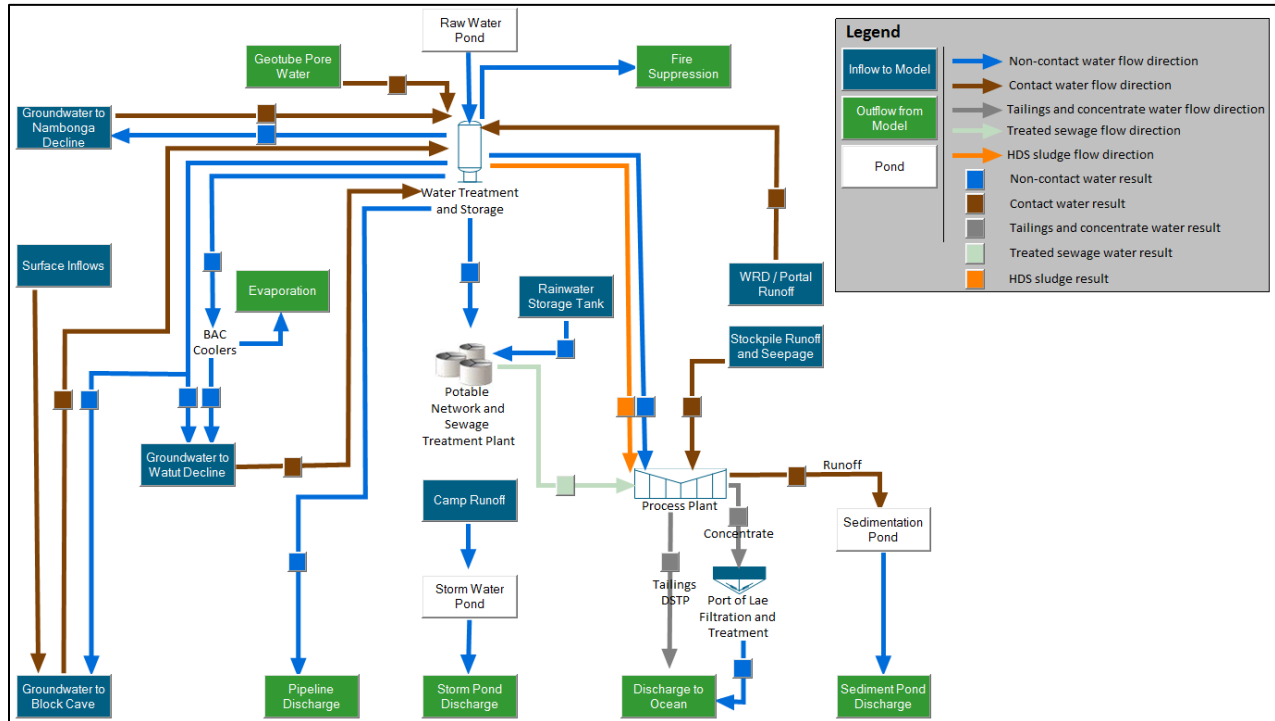 Raw Water
Pond
Geotube Pore
Water
Fire
Suppression
Groundwater to
Nambonga
Decline
Water Treatment
and Storage
Surface Inflows
Evaporation
Rainwater
Storage Tank
WRD / Portal
Runoff
BAC
Coolers
Stockpile Runoff
and Seepage
Potable
Network and
Sewage
Treatment Plant
Groundwater to
Watut Decline
Camp Runoff
Process Plant
Runoff
Concentrate
Sedimentation
Pond
Tailings
DSTP
Port of Lae
Filtration and
Treatment
Storm Water
Pond
Groundwater to
Block Cave
Pipeline
Discharge
Storm Pond
Discharge
Discharge to
Ocean
Sediment Pond
Discharge
Legend
Inflow to Model
Outflow from
Model
Pond
Non-contact water flow direction
Contact water flow direction
Tailings and concentrate water flow direction
Treated sewage flow direction
HDS sludge flow direction
Non-contact water result
Contact water result
Tailings and concentrate water result
Treated sewage water result
HDS sludge result